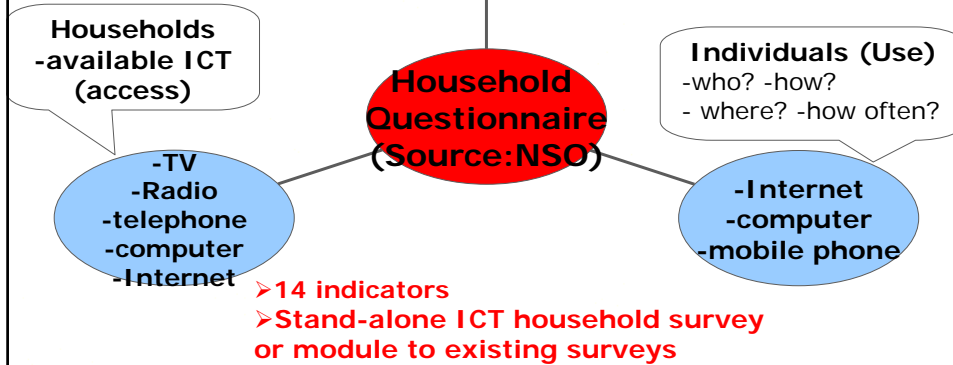 Households
-available ICT
(access)
Household
Questionnaire
(Source:NSO)
Individuals (Use)
-who? -how?
- where? -how often?
-TV
-Radio
-telephone
-computer
-Internet
-Internet
-computer
-mobile phone
➢14 indicators
➢Stand-alone ICT household survey
or module to existing surveys